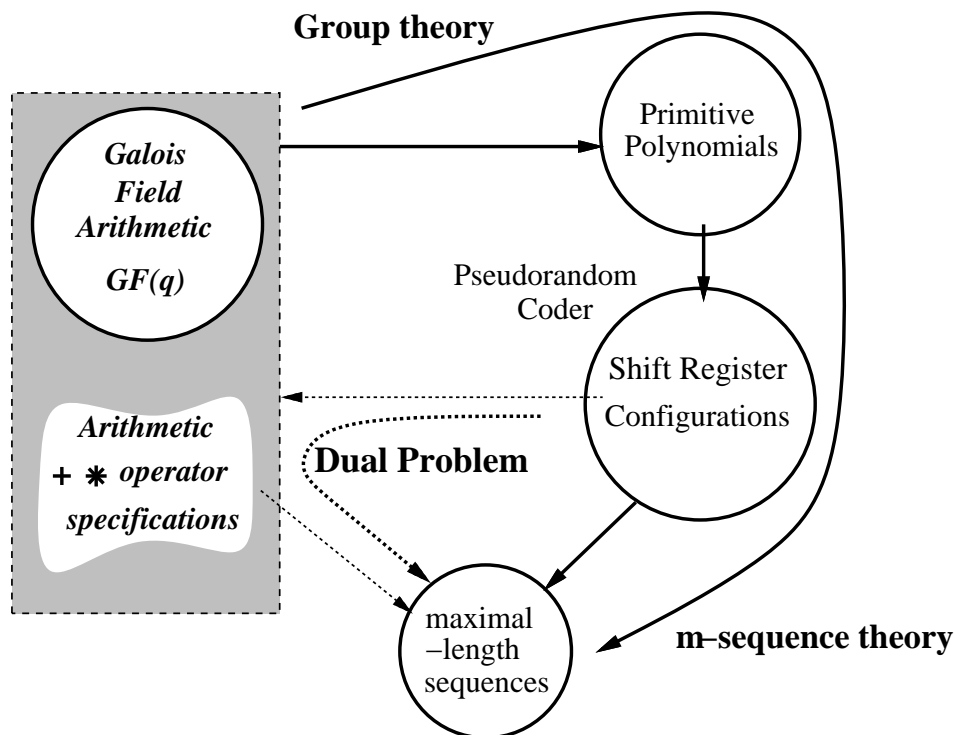 Group theory
Primitive
Polynomials
Galois
Field
Arithmetic
GF(q)
Pseudorandom
Coder
Shift Register
Configurations
Arithmetic
+ * operator
specifications
Dual Problem
maximal
–length
sequences
m–sequence theory